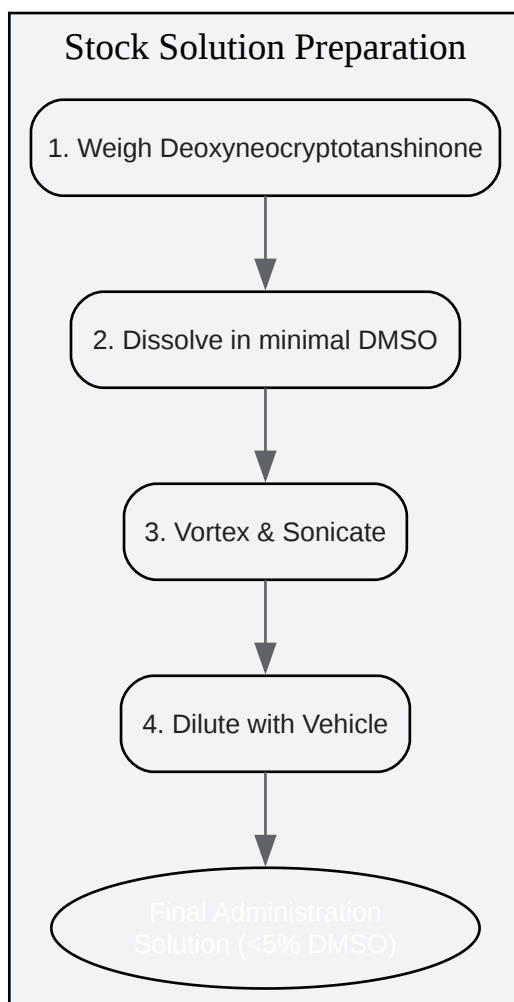 Stock Solution Preparation
1. Weigh Deoxyneocryptotanshinone
2. Dissolve in minimal DMSO
3. Vortex & Sonicate
4. Dilute with Vehicle
Final Administration
Solution (<5% DMSO)